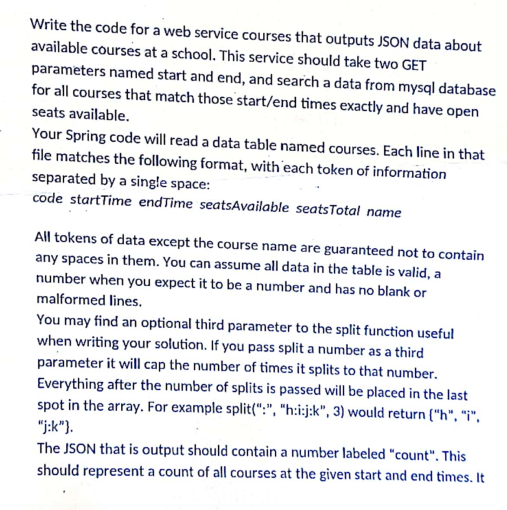 Write the code for a web service courses that outputs JSON data about
available courses at a school. This service should take two GET
parameters named start and end, and search a data from mysql database
for all courses that match those start/end times exactly and have open
seats available.
Your Spring code will read a data table named courses. Each line in that
file matches the following format, with each token of information
separated by a single space:
code startTime endTime seatsAvailable seatsTotal name
All tokens of data except the course name are guaranteed not to contain
any spaces in them. You can assume all data in the table is valid, a
number when you expect it to be a number and has no blank or
malformed lines.
You may find an optional third parameter to the split function useful
when writing your solution. If you pass split a number as a third
parameter it will cap the number of times it splits to that number.
Everything after the number of splits is passed will be placed in the last
spot in the array. For example split(":", "h:i:j:k", 3) would return {"h", "i",
"j:k"}.
The JSON that is output should contain a number labeled "count". This
should represent a count of all courses at the given start and end times. It